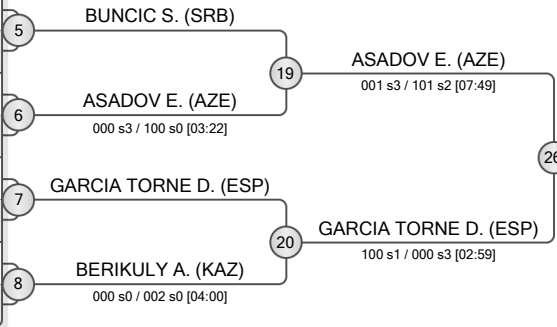 BUNCIC S. (SRB)
5
19
ASADOV E. (AZE)
001 s3 / 101 s2 [07:49]
ASADOV E. (AZE)
6
000 s3 / 100 s0 [03:22]
26
GARCIA TORNE D. (ESP)
7
20
GARCIA TORNE D. (ESP)
100 s1 / 000 s3 [02:59]
BERIKULY A. (KAZ)
8
000 s0 / 002 s0 [04:00]